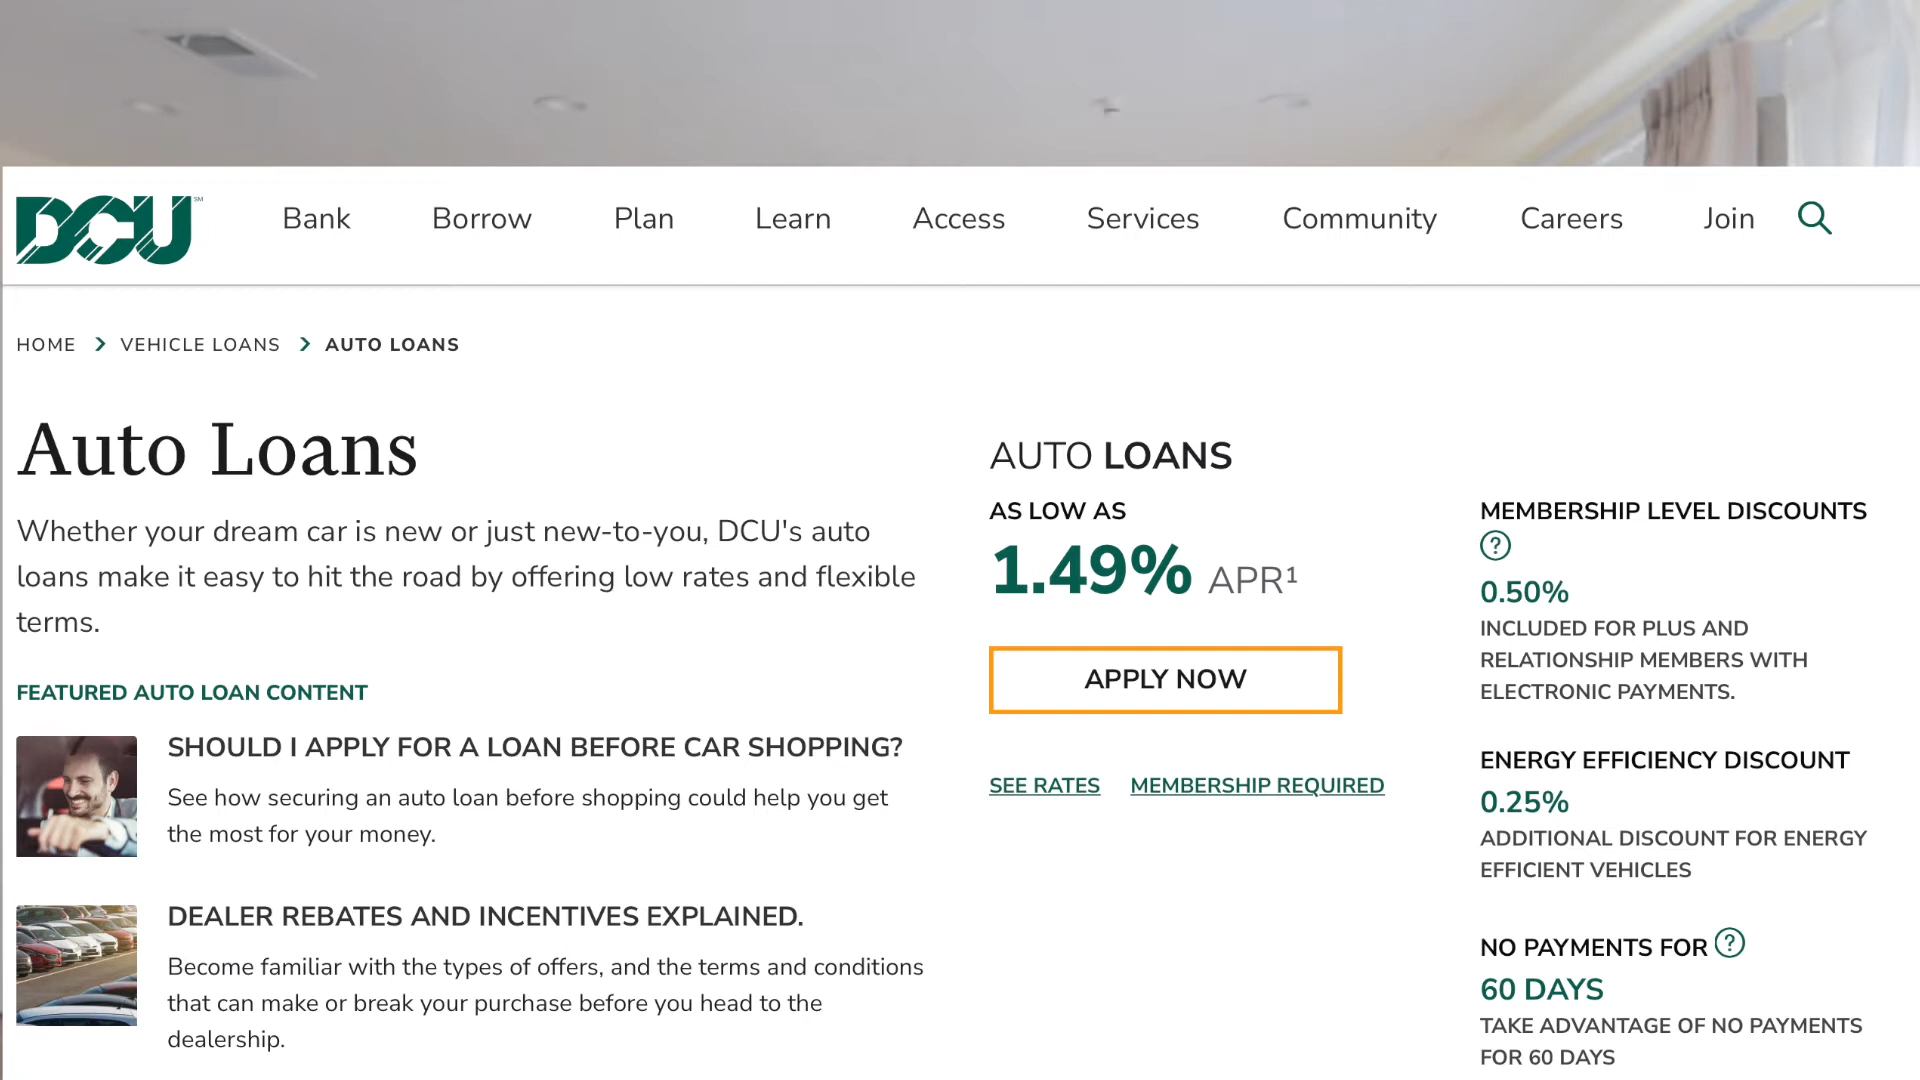 DCU SM
Bank Borrow Plan Learn Access Services Community Careers Join
HOME > VEHICLE LOANS > AUTO LOANS
Auto Loans
Whether your dream car is new or just new-to-you, DCU's auto
loans make it easy to hit the road by offering low rates and flexible
terms.
FEATURED AUTO LOAN CONTENT
SHOULD I APPLY FOR A LOAN BEFORE CAR SHOPPING?
See how securing an auto loan before shopping could help you get
the most for your money.
DEALER REBATES AND INCENTIVES EXPLAINED.
Become familiar with the types of offers, and the terms and conditions
that can make or break your purchase before you head to the
dealership.
AUTO LOANS
AS LOW AS
1.49% APR¹
APPLY NOW
SEE RATES MEMBERSHIP REQUIRED
MEMBERSHIP LEVEL DISCOUNTS
?
0.50%
INCLUDED FOR PLUS AND
RELATIONSHIP MEMBERS WITH
ELECTRONIC PAYMENTS.
ENERGY EFFICIENCY DISCOUNT
0.25%
ADDITIONAL DISCOUNT FOR ENERGY
EFFICIENT VEHICLES
NO PAYMENTS FOR ?
60 DAYS
TAKE ADVANTAGE OF NO PAYMENTS
FOR 60 DAYS